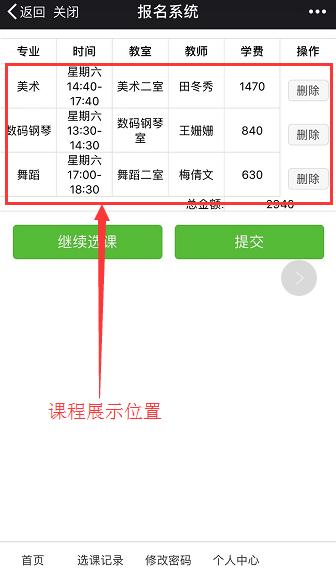 返回 关闭 报名系统
专业 时间 教室 教师 学费 操作
美术 星期六 14:40-17:40 美术二室 田冬秀 1470 删除
数码钢琴 星期六 13:30-14:30 数码钢琴室 王姗姗 840 删除
舞蹈 星期六 17:00-18:30 舞蹈二室 梅倩文 630 删除
总金额: 2940
继续选课 提交
课程展示位置
首页 选课记录 修改密码 个人中心